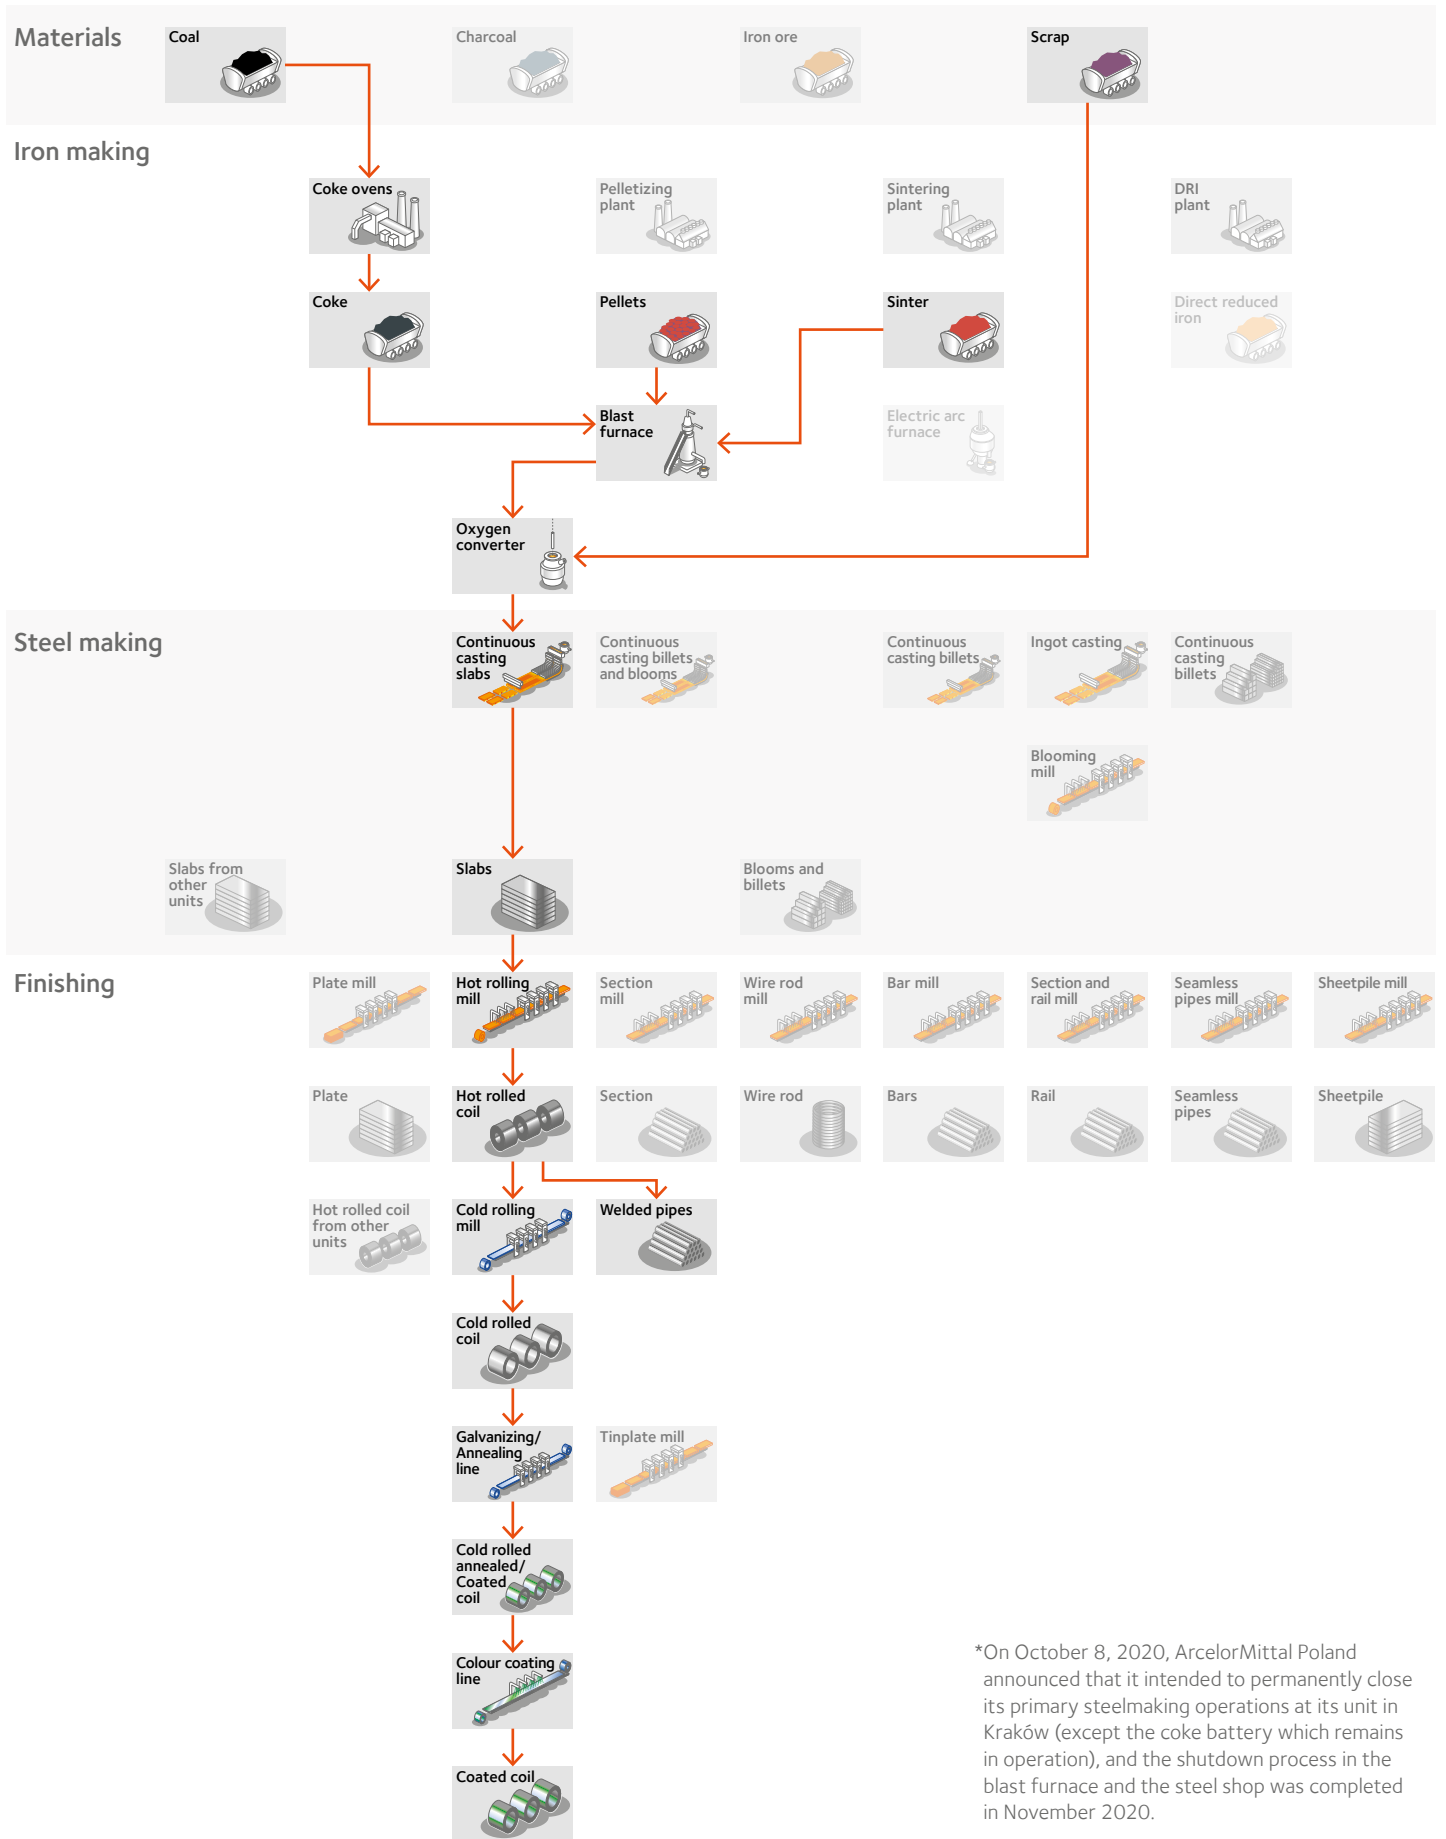 Materials
Coal
Charcoal
Iron ore
Scrap
Iron making
Coke ovens
Pelletizing
plant
Sintering
plant
DRI
plant
Coke
Pellets
Sinter
Direct reduced
iron
Blast
furnace
Electric arc
furnace
Oxygen
converter
Steel making
Continuous
casting
slabs
Continuous
casting billets
and blooms
Continuous
casting billets
Ingot casting
Continuous
casting
billets
Blooming
mill
Slabs from
other
units
Slabs
Blooms and
billets
Finishing
Plate mill
Hot rolling
mill
Section
mill
Wire rod
mill
Bar mill
Section and
rail mill
Seamless
pipes mill
Sheetpile mill
Plate
Hot rolled
coil
Section
Wire rod
Bars
Rail
Seamless
pipes
Sheetpile
Hot rolled coil
from other
units
Cold rolling
mill
Welded pipes
Cold rolled
coil
Galvanizing/
Annealing
line
Tinplate mill
Cold rolled
annealed/
Coated
coil
Colour coating
line
Coated coil
*On October 8, 2020, ArcelorMittal Poland
announced that it intended to permanently close
its primary steelmaking operations at its unit in
Kraków (except the coke battery which remains
in operation), and the shutdown process in the
blast furnace and the steel shop was completed
in November 2020.